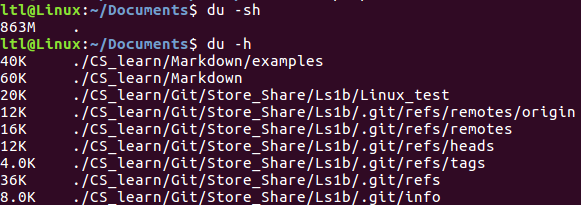 ltl@Linux:~/Documents$ du -sh
863M    .
ltl@Linux:~/Documents$ du -h
40K     ./CS_learn/Markdown/examples
60K     ./CS_learn/Markdown
20K     ./CS_learn/Git/Store_Share/Ls1b/Linux_test
12K     ./CS_learn/Git/Store_Share/Ls1b/.git/refs/remotes/origin
16K     ./CS_learn/Git/Store_Share/Ls1b/.git/refs/remotes
12K     ./CS_learn/Git/Store_Share/Ls1b/.git/refs/heads
4.0K    ./CS_learn/Git/Store_Share/Ls1b/.git/refs/tags
36K     ./CS_learn/Git/Store_Share/Ls1b/.git/refs
8.0K    ./CS_learn/Git/Store_Share/Ls1b/.git/info